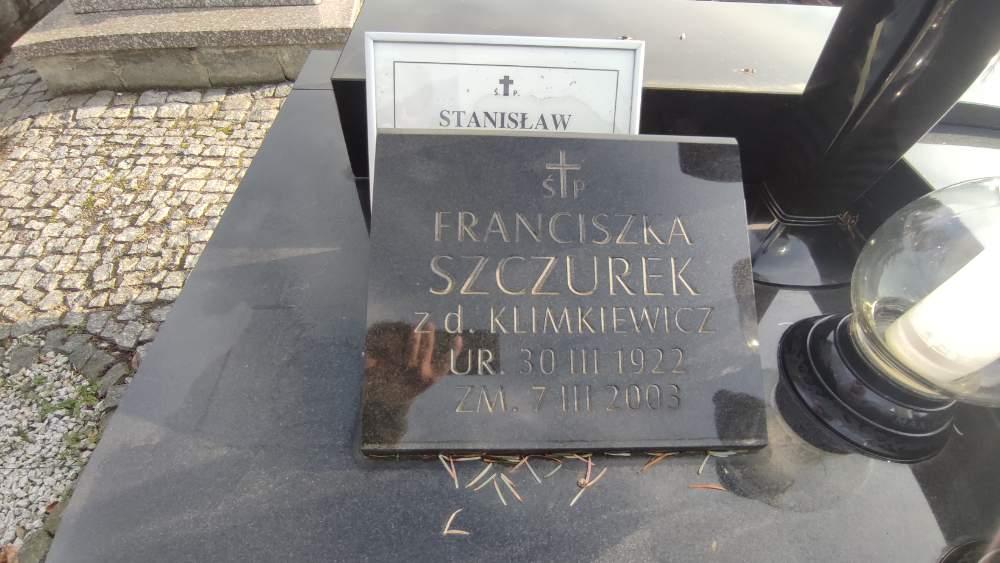 Ś. P.
STANISŁAW
Ś P
FRANCISZKA
SZCZUREK
z d. KLIMKIEWICZ
UR. 30 III 1922
ZM. 7 III 2003